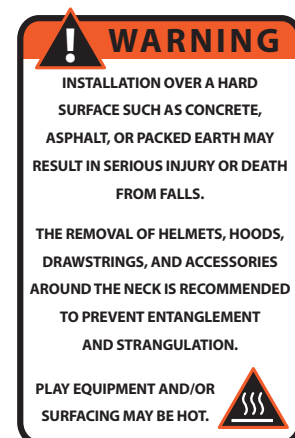 ! WARNING
INSTALLATION OVER A HARD
SURFACE SUCH AS CONCRETE,
ASPHALT, OR PACKED EARTH MAY
RESULT IN SERIOUS INJURY OR DEATH
FROM FALLS.
THE REMOVAL OF HELMETS, HOODS,
DRAWSTRINGS, AND ACCESSORIES
AROUND THE NECK IS RECOMMENDED
TO PREVENT ENTANGLEMENT
AND STRANGULATION.
PLAY EQUIPMENT AND/OR
SURFACING MAY BE HOT.